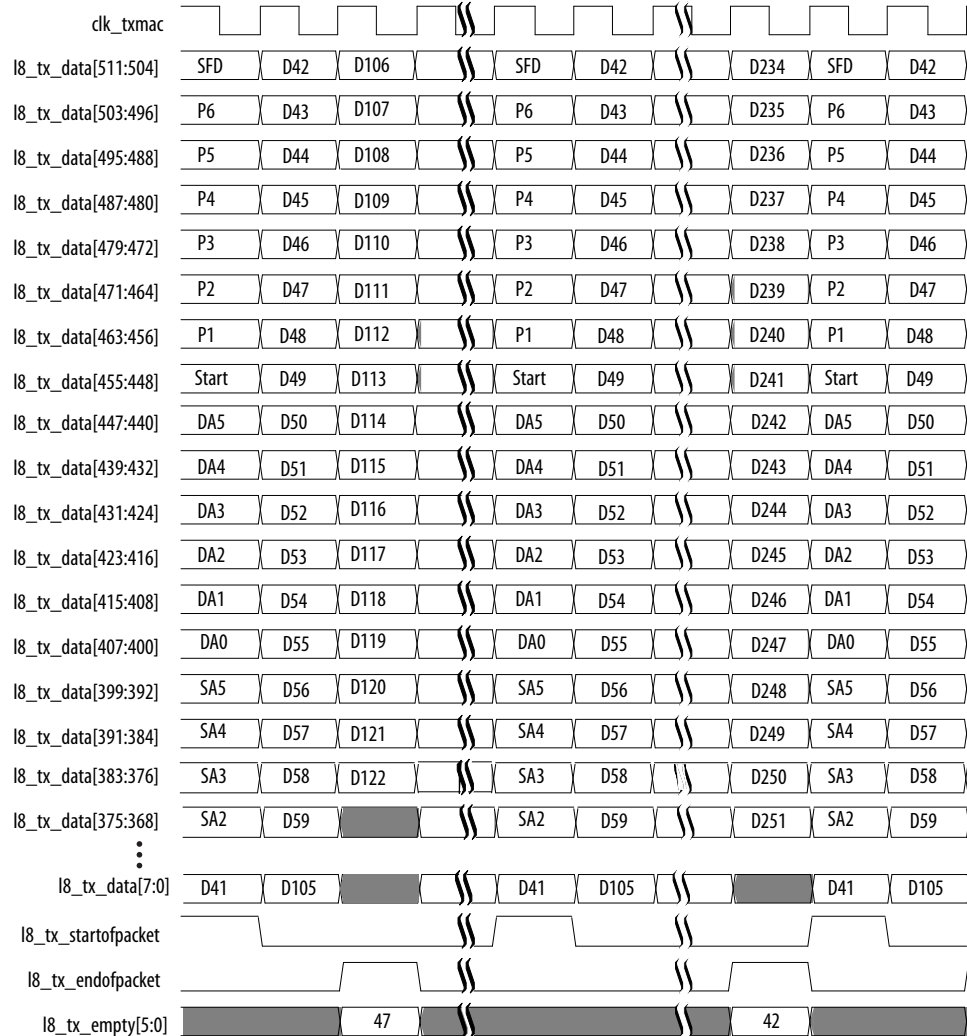 clk_txmac
l8_tx_data[511:504] SFD D42 D106 SFD D42 D234 SFD D42
l8_tx_data[503:496] P6 D43 D107 P6 D43 D235 P6 D43
l8_tx_data[495:488] P5 D44 D108 P5 D44 D236 P5 D44
l8_tx_data[487:480] P4 D45 D109 P4 D45 D237 P4 D45
l8_tx_data[479:472] P3 D46 D110 P3 D46 D238 P3 D46
l8_tx_data[471:464] P2 D47 D111 P2 D47 D239 P2 D47
l8_tx_data[463:456] P1 D48 D112 P1 D48 D240 P1 D48
l8_tx_data[455:448] Start D49 D113 Start D49 D241 Start D49
l8_tx_data[447:440] DA5 D50 D114 DA5 D50 D242 DA5 D50
l8_tx_data[439:432] DA4 D51 D115 DA4 D51 D243 DA4 D51
l8_tx_data[431:424] DA3 D52 D116 DA3 D52 D244 DA3 D52
l8_tx_data[423:416] DA2 D53 D117 DA2 D53 D245 DA2 D53
l8_tx_data[415:408] DA1 D54 D118 DA1 D54 D246 DA1 D54
l8_tx_data[407:400] DA0 D55 D119 DA0 D55 D247 DA0 D55
l8_tx_data[399:392] SA5 D56 D120 SA5 D56 D248 SA5 D56
l8_tx_data[391:384] SA4 D57 D121 SA4 D57 D249 SA4 D57
l8_tx_data[383:376] SA3 D58 D122 SA3 D58 D250 SA3 D58
l8_tx_data[375:368] SA2 D59 SA2 D59 D251 SA2 D59
l8_tx_data[7:0] D41 D105 D41 D105 D41 D105
l8_tx_startofpacket
l8_tx_endofpacket
l8_tx_empty[5:0] 47 42